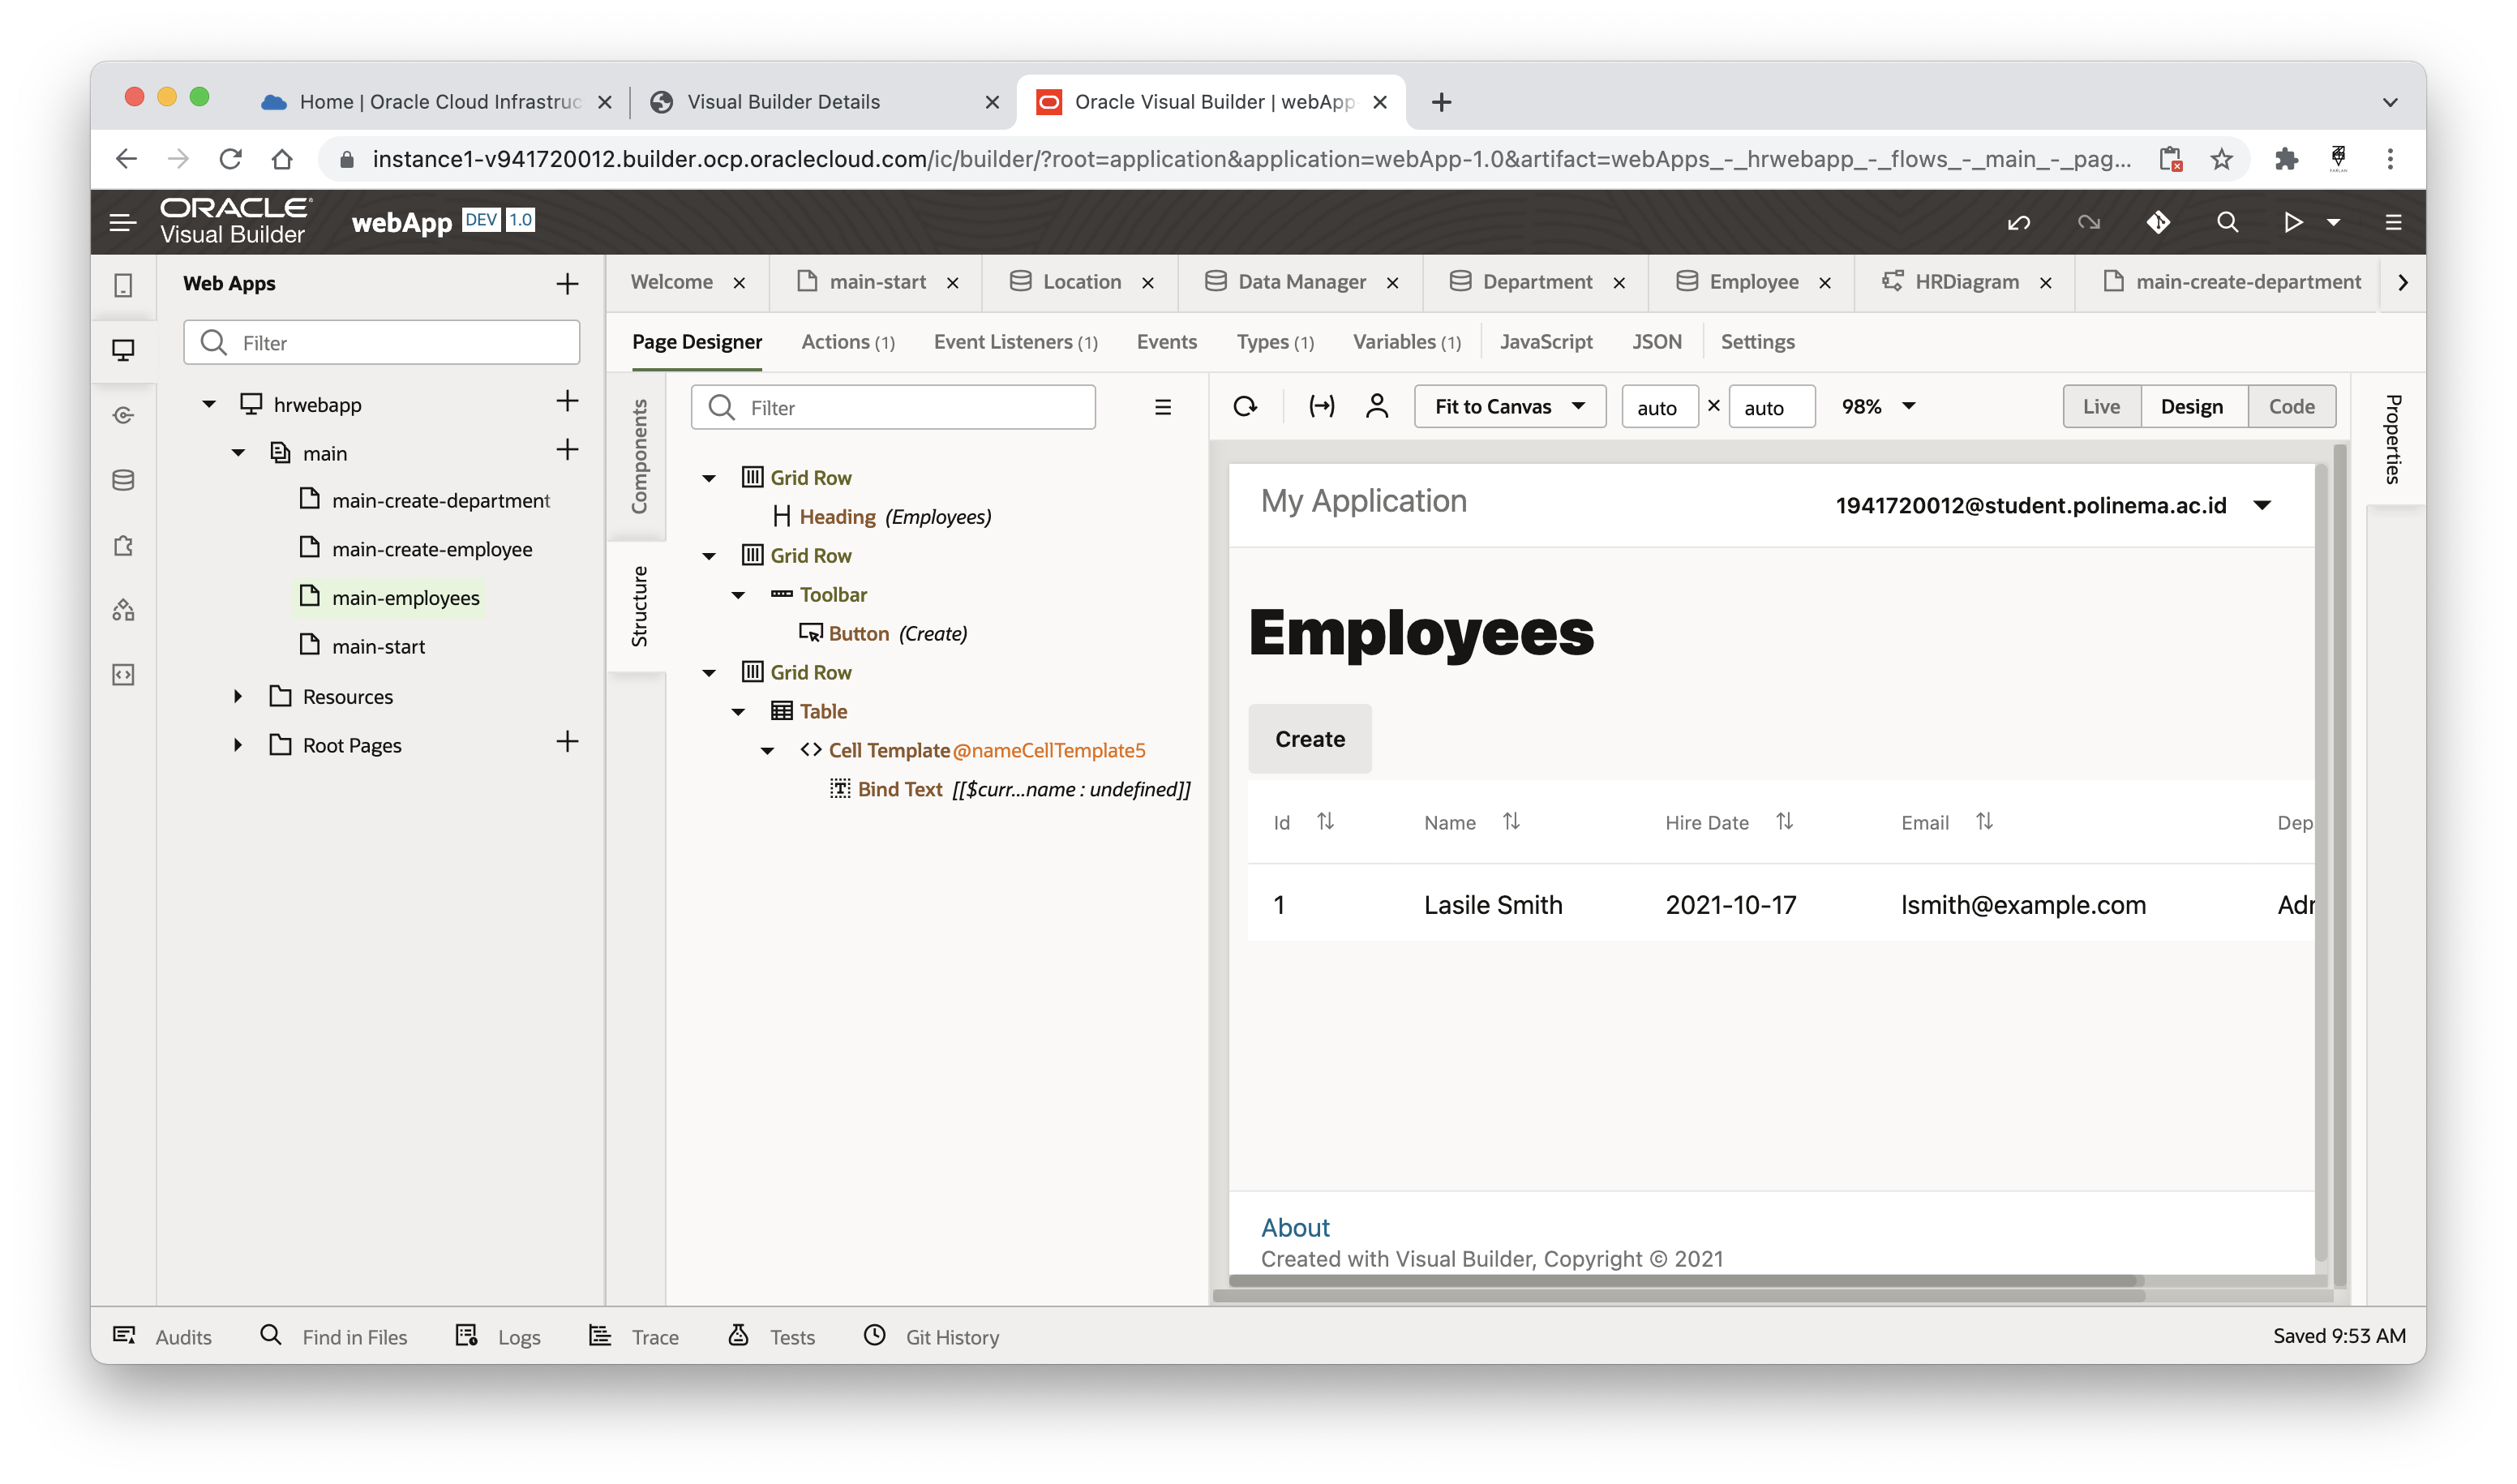 Home | Oracle Cloud Infrastruc
Visual Builder Details
Oracle Visual Builder | webApp
instance1-v941720012.builder.ocp.oraclecloud.com/ic/builder/?root=application&application=webApp-1.0&artifact=webApps_-_hrwebapp_-_flows_-_main_-_pag...
ORACLE
Visual Builder
webApp DEV 1.0
Web Apps
Welcome
main-start
Location
Data Manager
Department
Employee
HRDiagram
main-create-department
Filter
Page Designer
Actions (1)
Event Listeners (1)
Events
Types (1)
Variables (1)
JavaScript
JSON
Settings
hrwebapp
main
main-create-department
main-create-employee
main-employees
main-start
Resources
Root Pages
Components
Structure
Filter
Fit to Canvas
auto × auto
98%
Live
Design
Code
Properties
Grid Row
Heading (Employees)
Grid Row
Toolbar
Button (Create)
Grid Row
Table
Cell Template@nameCellTemplate5
Bind Text [[$curr...name : undefined]]
My Application
1941720012@student.polinema.ac.id
Employees
Create
Id Name Hire Date Email Dep
1 Lasile Smith 2021-10-17 lsmith@example.com Adr
About
Created with Visual Builder, Copyright © 2021
Audits
Find in Files
Logs
Trace
Tests
Git History
Saved 9:53 AM